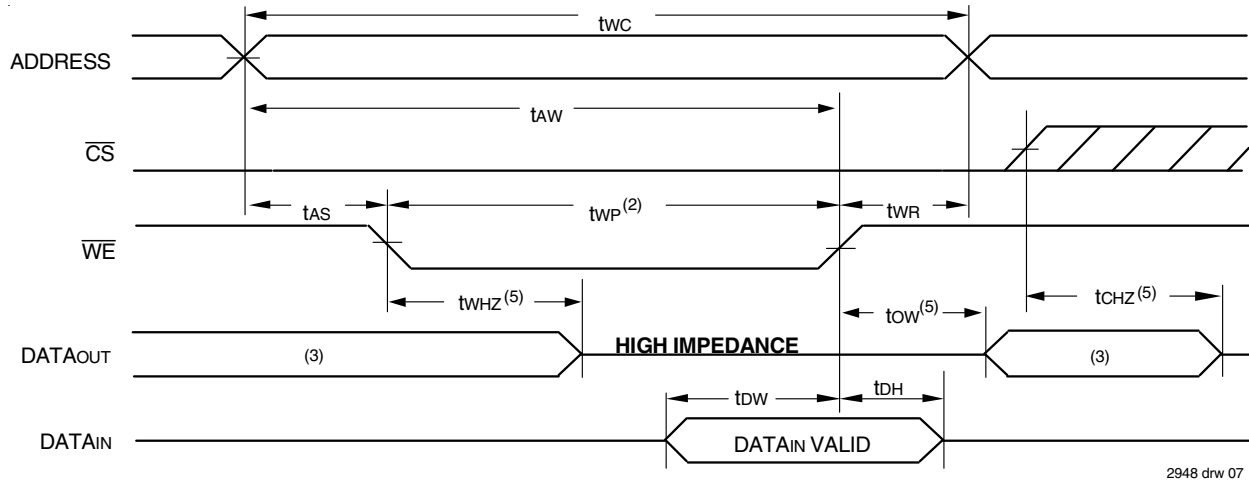 tWC
ADDRESS
tAW
CS
tAS
tWP(2)
tWR
WE
tWHZ(5)
tOW(5)
tCHZ(5)
DATAOUT
(3)
HIGH IMPEDANCE
(3)
tDW
tDH
DATAIN
DATAIN VALID
2948 drw 07